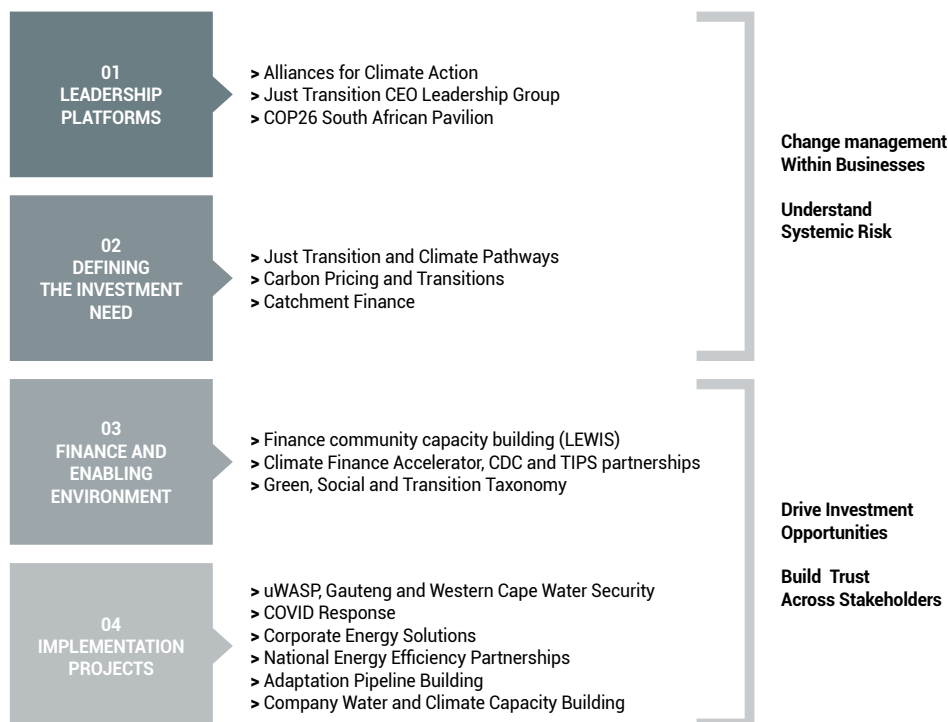 01
LEADERSHIP
PLATFORMS
> Alliances for Climate Action
> Just Transition CEO Leadership Group
> COP26 South African Pavilion
02
DEFINING
THE INVESTMENT
NEED
> Just Transition and Climate Pathways
> Carbon Pricing and Transitions
> Catchment Finance
Change management
Within Businesses
Understand
Systemic Risk
03
FINANCE AND
ENABLING
ENVIRONMENT
> Finance community capacity building (LEWIS)
> Climate Finance Accelerator, CDC and TIPS partnerships
> Green, Social and Transition Taxonomy
04
IMPLEMENTATION
PROJECTS
> uWASP, Gauteng and Western Cape Water Security
> COVID Response
> Corporate Energy Solutions
> National Energy Efficiency Partnerships
> Adaptation Pipeline Building
> Company Water and Climate Capacity Building
Drive Investment
Opportunities
Build Trust
Across Stakeholders